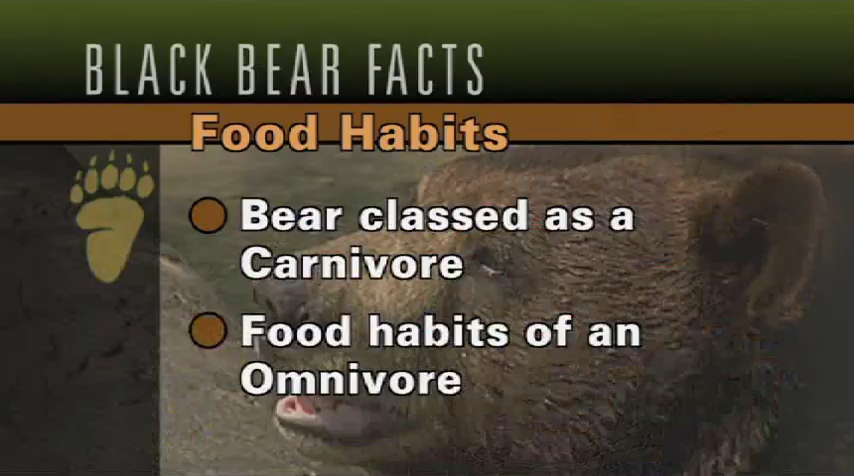 BLACK BEAR FACTS
Food Habits
Bear classed as a
Carnivore
Food habits of an
Omnivore